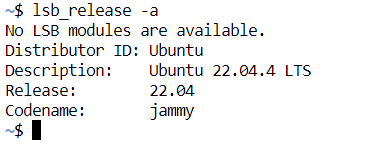 ~$ lsb_release -a
No LSB modules are available.
Distributor ID: Ubuntu
Description:    Ubuntu 22.04.4 LTS
Release:        22.04
Codename:       jammy
~$